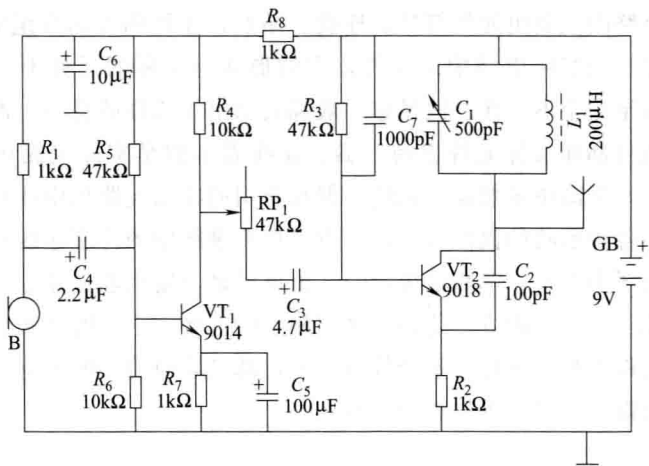 R8
1kΩ
C6
10μF
R4
10kΩ
R3
47kΩ
C7
1000pF
C1
500pF
L1
200μH
R1
1kΩ
R5
47kΩ
RP1
47kΩ
C4
2.2μF
C3
4.7μF
VT2
9018
C2
100pF
GB
9V
B
VT1
9014
R6
10kΩ
R7
1kΩ
C5
100μF
R2
1kΩ